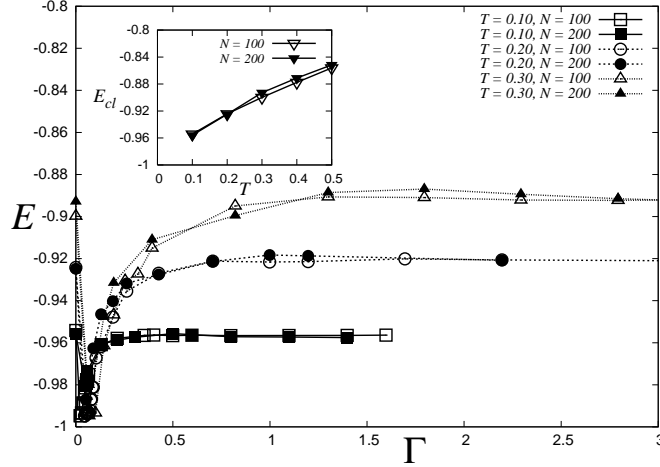 -0.8
-0.82
-0.84
-0.86
-0.88
-0.9
-0.92
-0.94
-0.96
-0.98
-1
E
0
0.5
1
1.5
2
2.5
3
Γ
T = 0.10, N = 100
T = 0.10, N = 200
T = 0.20, N = 100
T = 0.20, N = 200
T = 0.30, N = 100
T = 0.30, N = 200
-0.8
-0.84
-0.88
-0.92
-0.96
-1
E_cl
N = 100
N = 200
0
0.1
0.2
0.3
0.4
0.5
T